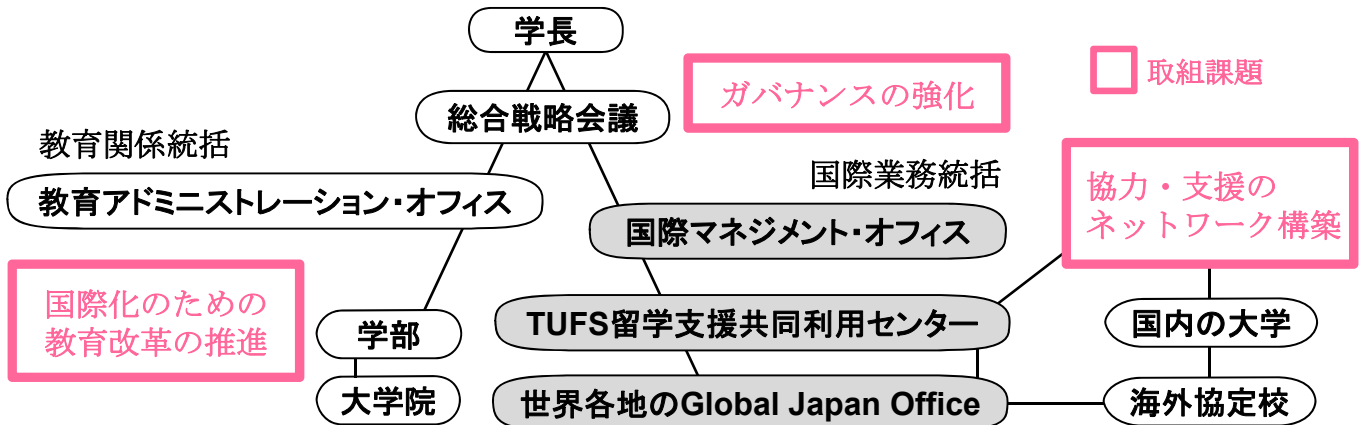 学長
総合戦略会議
ガバナンスの強化
取組課題
教育関係統括
教育アドミニストレーション・オフィス
国際業務統括
国際マネジメント・オフィス
協力・支援の
ネットワーク構築
国際化のための
教育改革の推進
学部
大学院
TUFS留学支援共同利用センター
世界各地のGlobal Japan Office
国内の大学
海外協定校